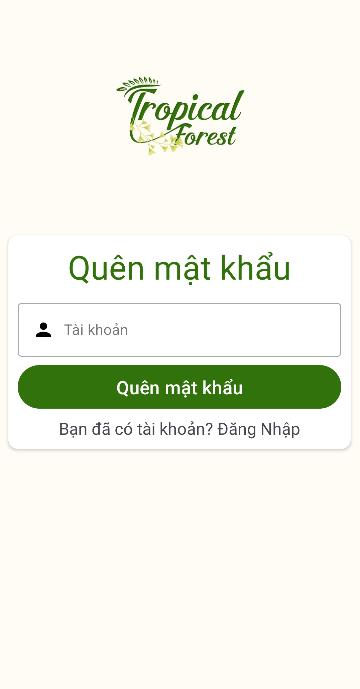 Tropical
Forest
Quên mật khẩu
Tài khoản
Quên mật khẩu
Bạn đã có tài khoản? Đăng Nhập